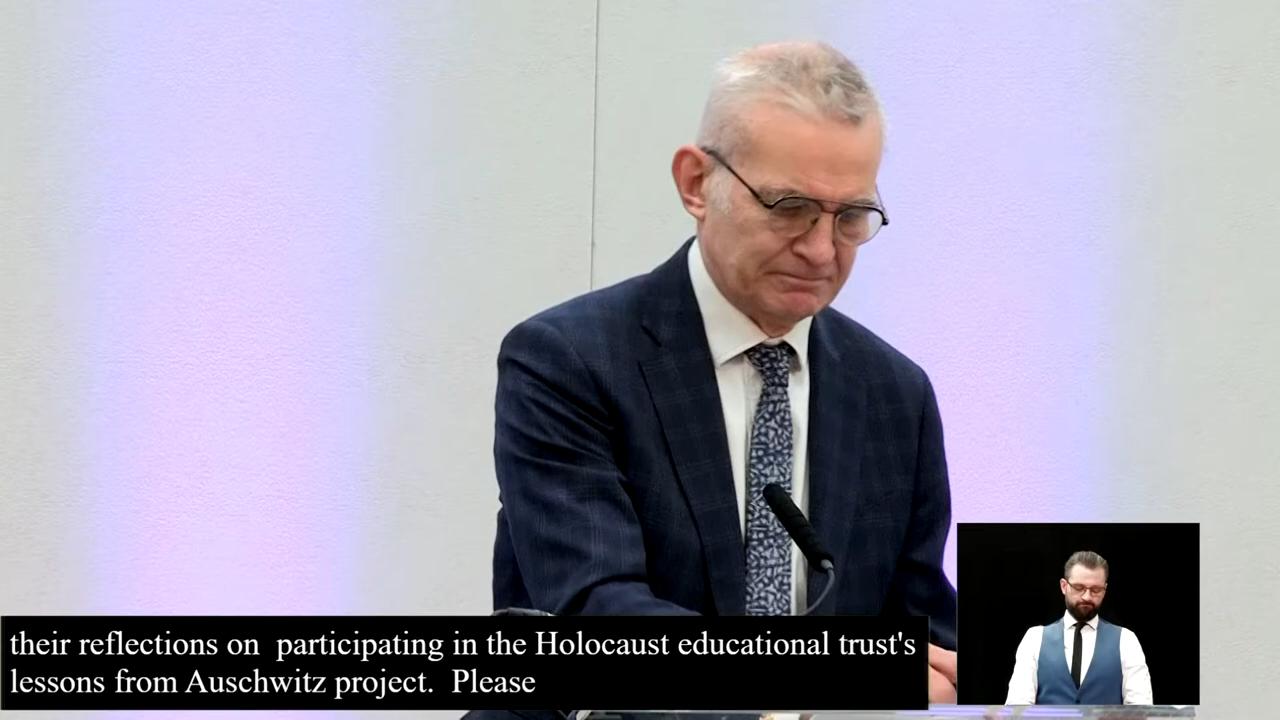 their reflections on  participating in the Holocaust educational trust's
lessons from Auschwitz project.  Please